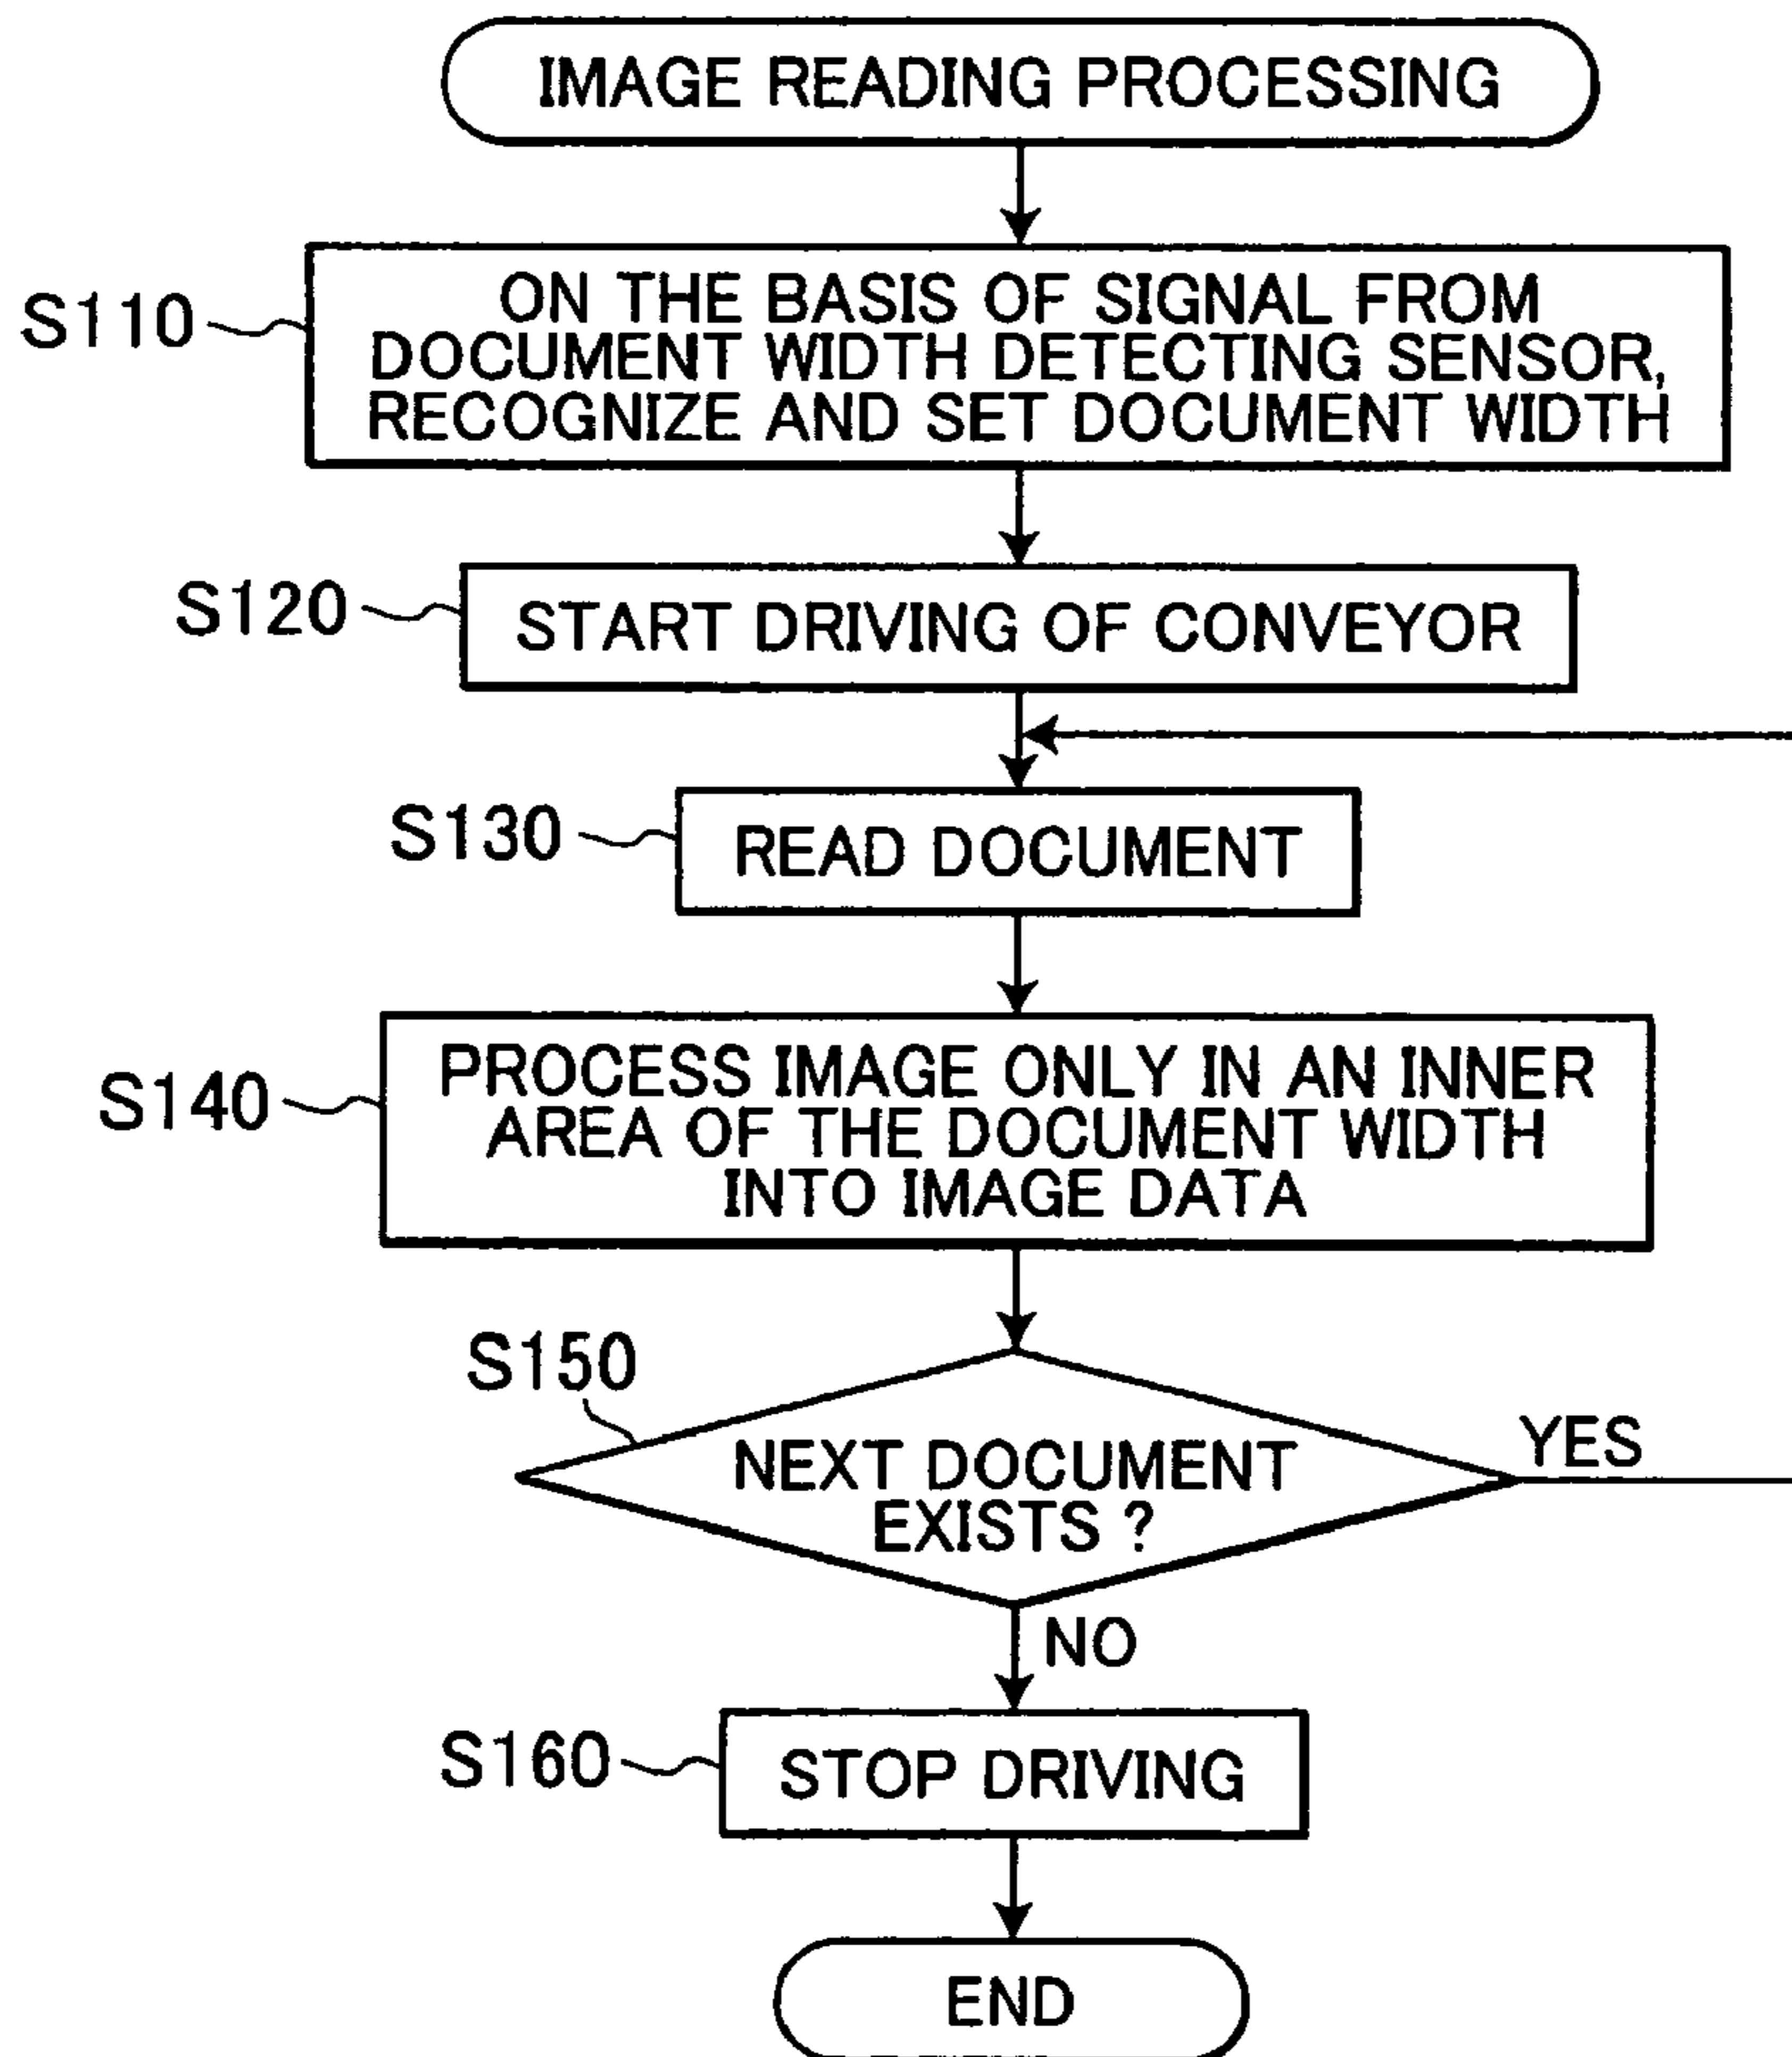 IMAGE READING PROCESSING
S110
ON THE BASIS OF SIGNAL FROM
DOCUMENT WIDTH DETECTING SENSOR,
RECOGNIZE AND SET DOCUMENT WIDTH
S120
START DRIVING OF CONVEYOR
S130
READ DOCUMENT
S140
PROCESS IMAGE ONLY IN AN INNER
AREA OF THE DOCUMENT WIDTH
INTO IMAGE DATA
S150
NEXT DOCUMENT
EXISTS ?
YES
NO
S160
STOP DRIVING
END